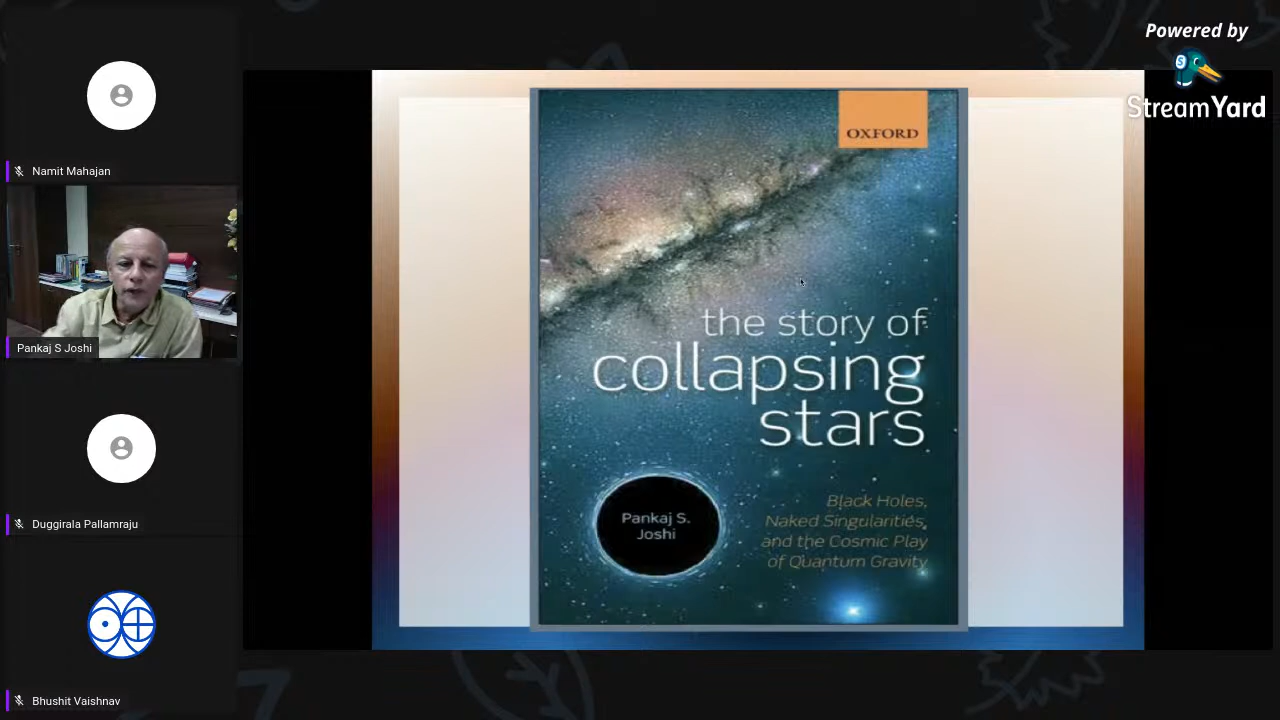 Powered by
StreamYard
Namit Mahajan
Pankaj S Joshi
Duggirala Pallamraju
Bhushit Vaishnav
OXFORD
the story of
collapsing
stars
Pankaj S.
Joshi
Black Holes,
Naked Singularities,
and the Cosmic Play
of Quantum Gravity